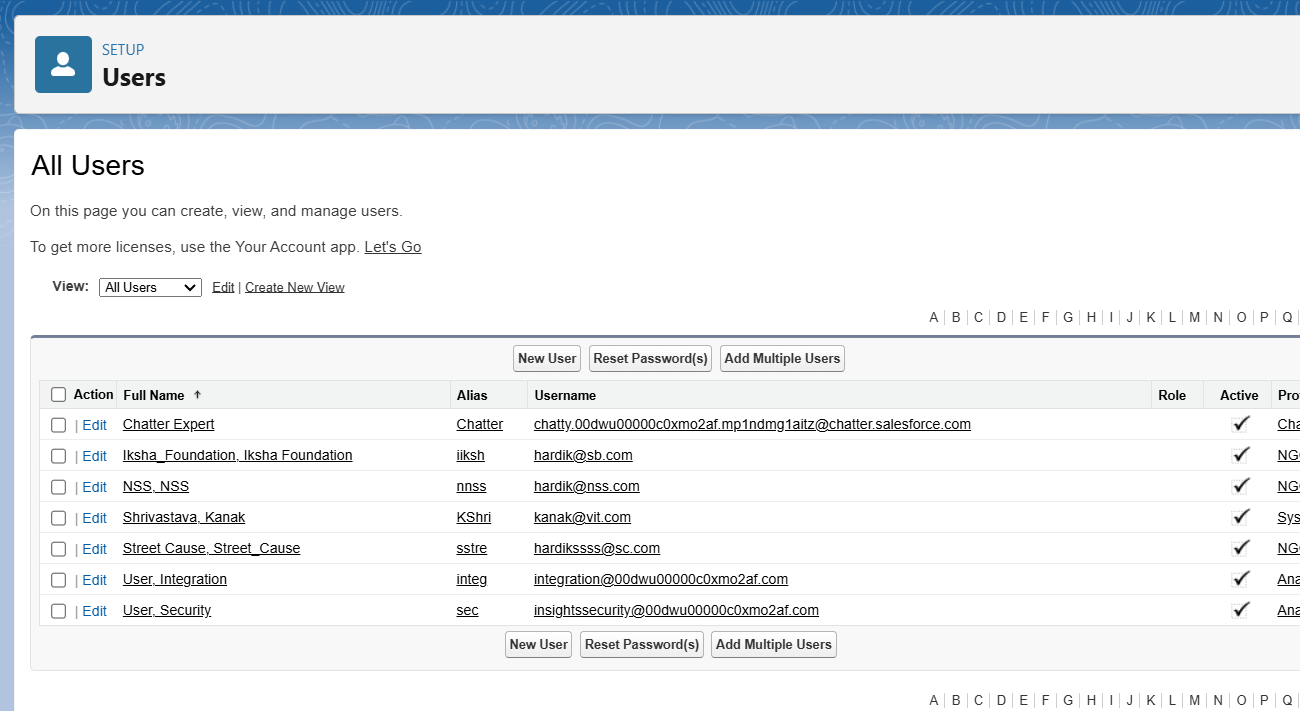 SETUP
Users
All Users
On this page you can create, view, and manage users.
To get more licenses, use the Your Account app. Let's Go
View: All Users Edit | Create New View
A B C D E F G H I J K L M N O P Q
New User Reset Password(s) Add Multiple Users
Action Full Name ↑ Alias Username Role Active Pro
| Edit Chatter Expert Chatter chatty.00dwu00000c0xmo2af.mp1ndmg1aitz@chatter.salesforce.com Cha
| Edit Iksha_Foundation, Iksha Foundation iiksh hardik@sb.com NG
| Edit NSS, NSS nnss hardik@nss.com NG
| Edit Shrivastava, Kanak KShri kanak@vit.com Sys
| Edit Street Cause, Street_Cause sstre hardikssss@sc.com NG
| Edit User, Integration integ integration@00dwu00000c0xmo2af.com Ana
| Edit User, Security sec insightssecurity@00dwu00000c0xmo2af.com Ana
New User Reset Password(s) Add Multiple Users
A B C D E F G H I J K L M N O P Q